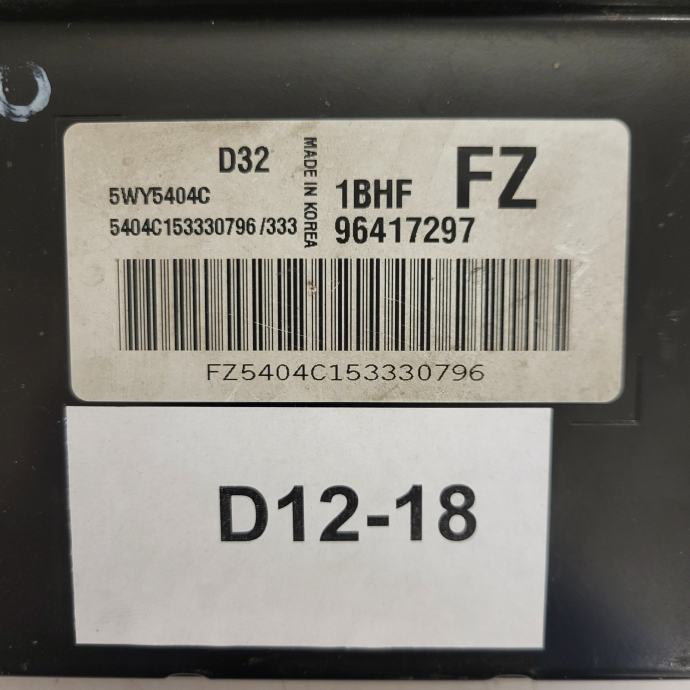 D32
5WY5404C
5404C153330796 /333
MADE IN KOREA
1BHF FZ
96417297
FZ5404C153330796
D12-18